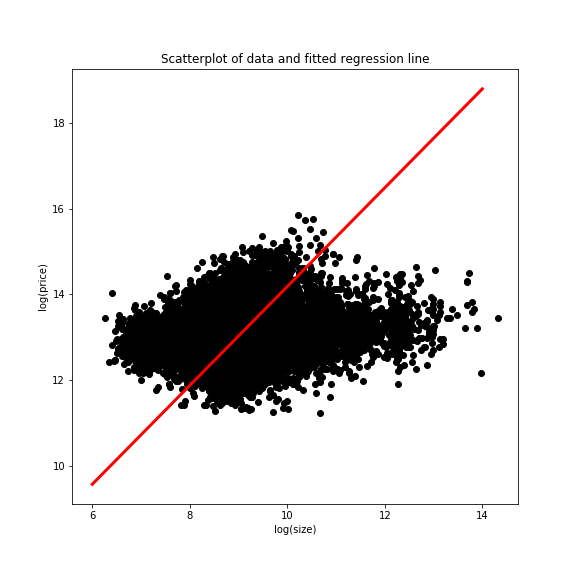 Scatterplot of data and fitted regression line
18
16
14
12
10
log(price)
6 8 10 12 14
log(size)